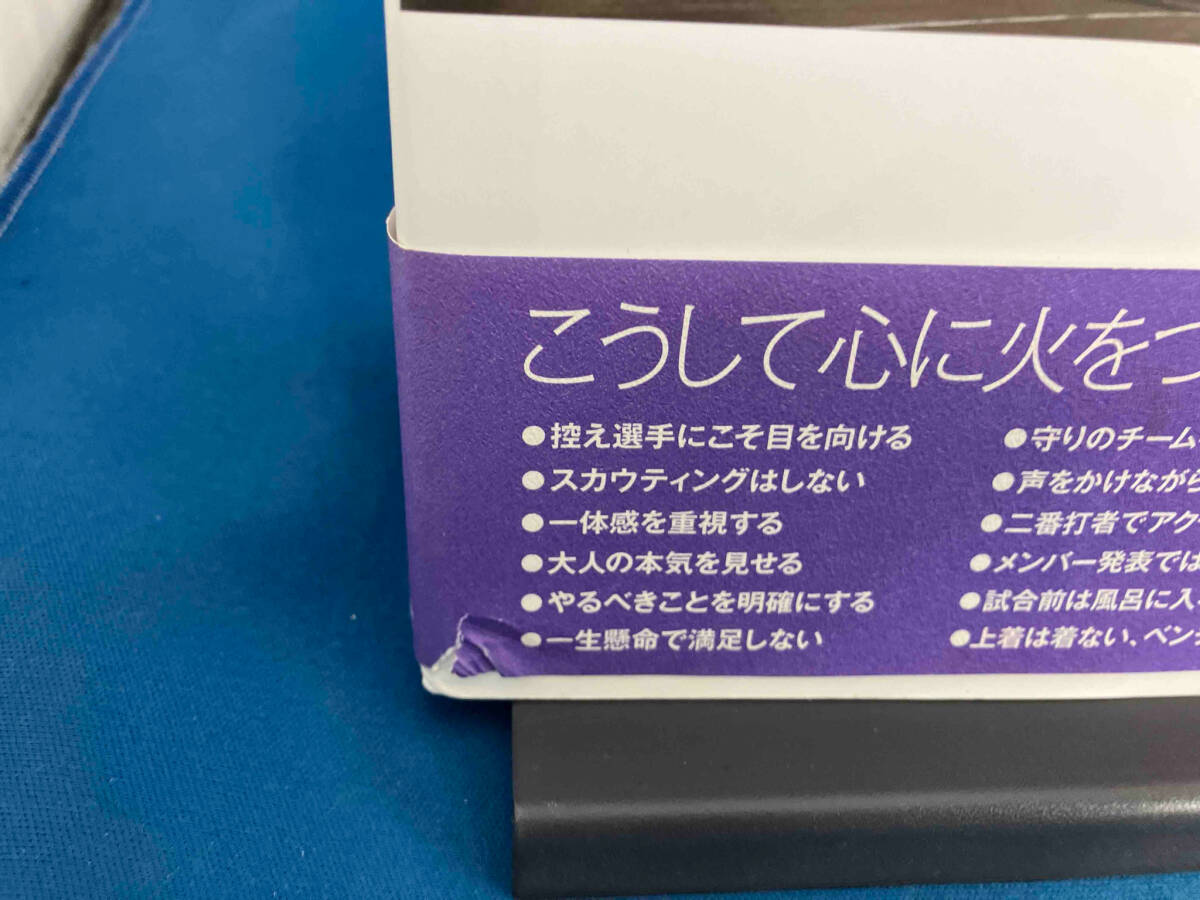 こうして心に火をつ
●控え選手にこそ目を向ける
●スカウティングはしない
●一体感を重視する
●大人の本気を見せる
●やるべきことを明確にする
●一生懸命で満足しない
●守りのチーム
●声をかけながら
●二番打者でアク
●メンバー発表では
●試合前は風呂に入
●上着は着ない、ベン